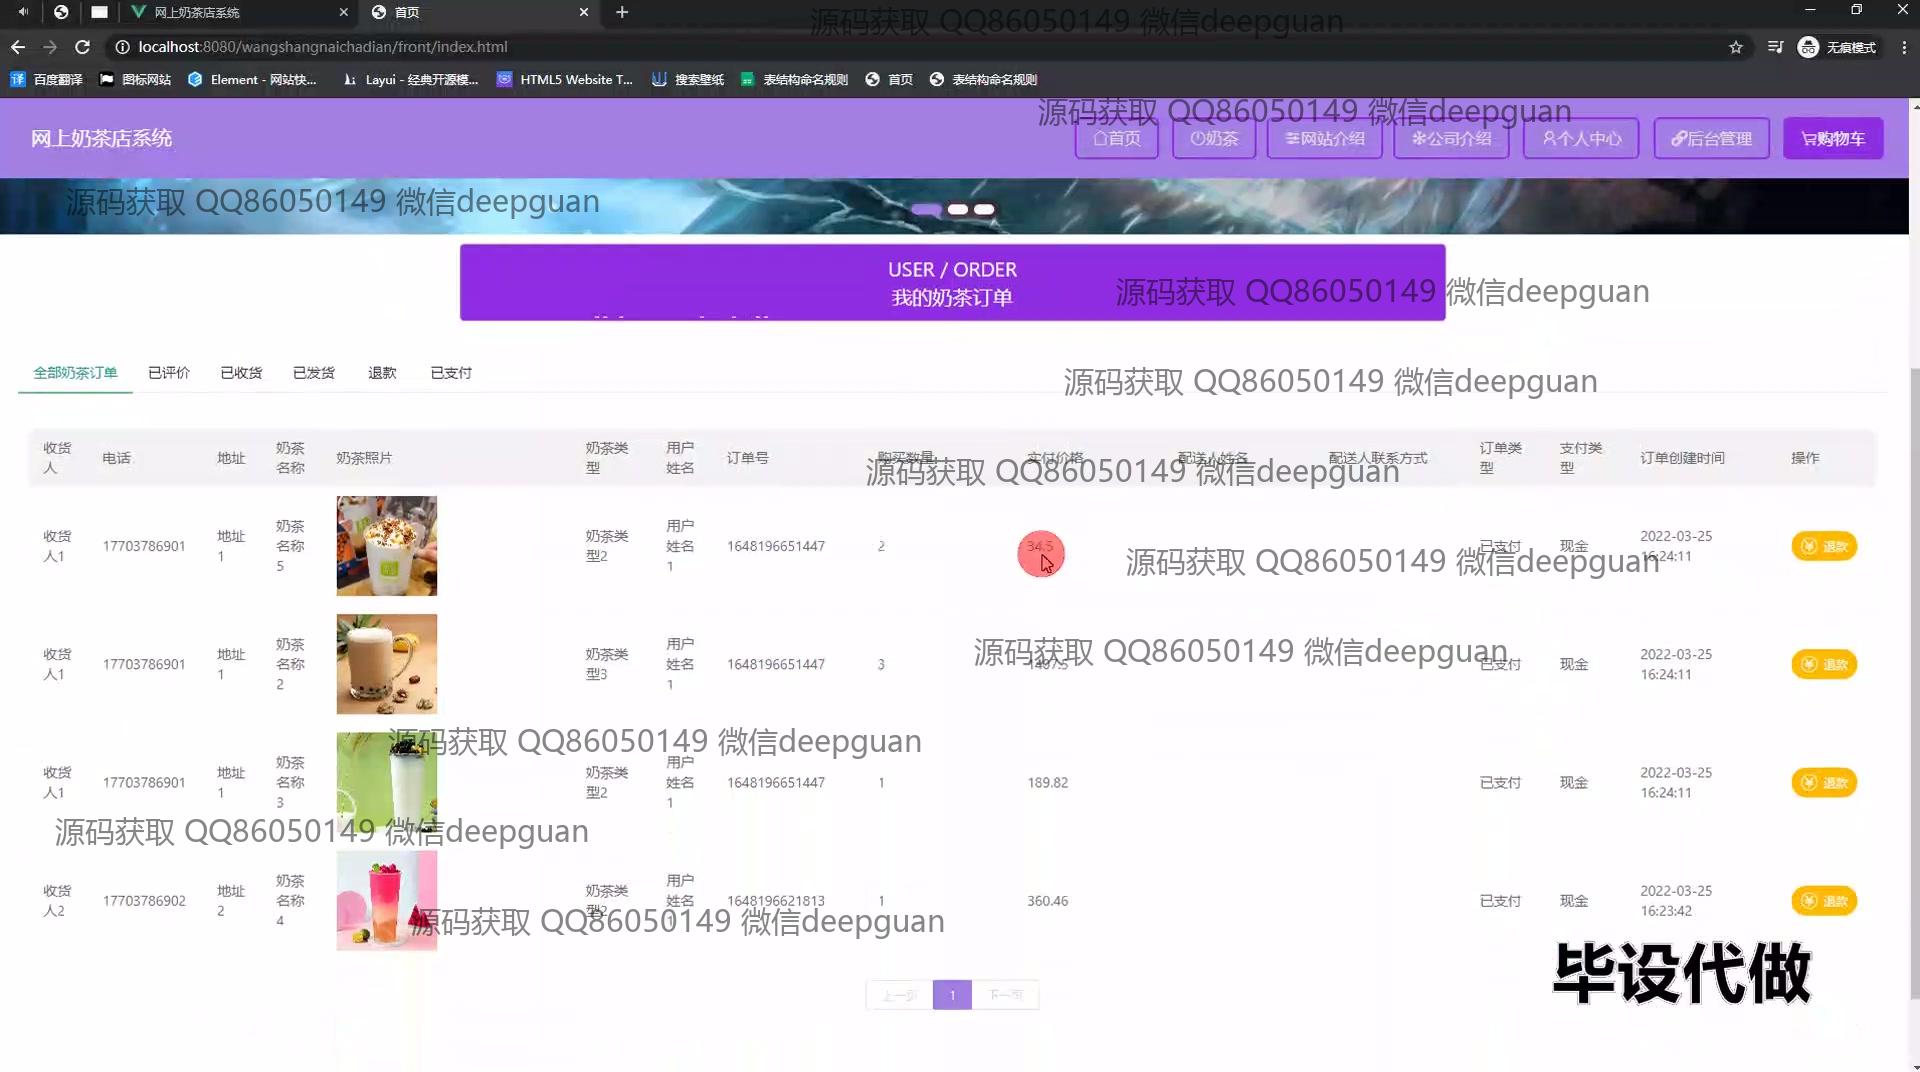 网上奶茶店系统
首页
源码获取 QQ86050149 微信deepguan
localhost:8080/wangshangnaichadian/front/index.html
无痕模式
百度翻译
图标网站
Element - 网站快...
Layui - 经典开源模...
HTML5 Website T...
搜索壁纸
表结构命名规则
首页
表结构命名规则
源码获取 QQ86050149 微信deepguan
网上奶茶店系统
首页
奶茶
网站介绍
公司介绍
个人中心
后台管理
购物车
源码获取 QQ86050149 微信deepguan
USER / ORDER
我的奶茶订单
源码获取 QQ86050149 微信deepguan
全部奶茶订单
已评价
已收货
已发货
退款
已支付
源码获取 QQ86050149 微信deepguan
收货人 电话 地址 奶茶名称 奶茶照片 奶茶类型 用户姓名 订单号 购买数量 实付价格 配送人姓名 配送人联系方式 订单类型 支付类型 订单创建时间 操作
源码获取 QQ86050149 微信deepguan
收货人1 17703786901 地址1 奶茶名称5 奶茶类型2 用户姓名1 1648196651447 2 34.5 已支付 现金 2022-03-25 16:24:11 退款
源码获取 QQ86050149 微信deepguan
收货人1 17703786901 地址1 奶茶名称2 奶茶类型3 用户姓名1 1648196651447 3 已支付 现金 2022-03-25 16:24:11 退款
源码获取 QQ86050149 微信deepguan
源码获取 QQ86050149 微信deepguan
收货人1 17703786901 地址1 奶茶名称3 奶茶类型2 用户姓名1 1648196651447 1 189.82 已支付 现金 2022-03-25 16:24:11 退款
源码获取 QQ86050149 微信deepguan
收货人2 17703786902 地址2 奶茶名称4 奶茶类型2 用户姓名 1648196621813 1 360.46 已支付 现金 2022-03-25 16:23:42 退款
源码获取 QQ86050149 微信deepguan
毕设代做
上一页 1 下一页